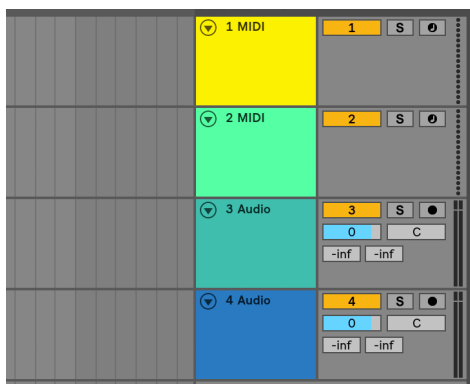 1 MIDI 1 S
2 MIDI 2 S
3 Audio 3 S
0 C
-inf -inf
4 Audio 4 S
0 C
-inf -inf